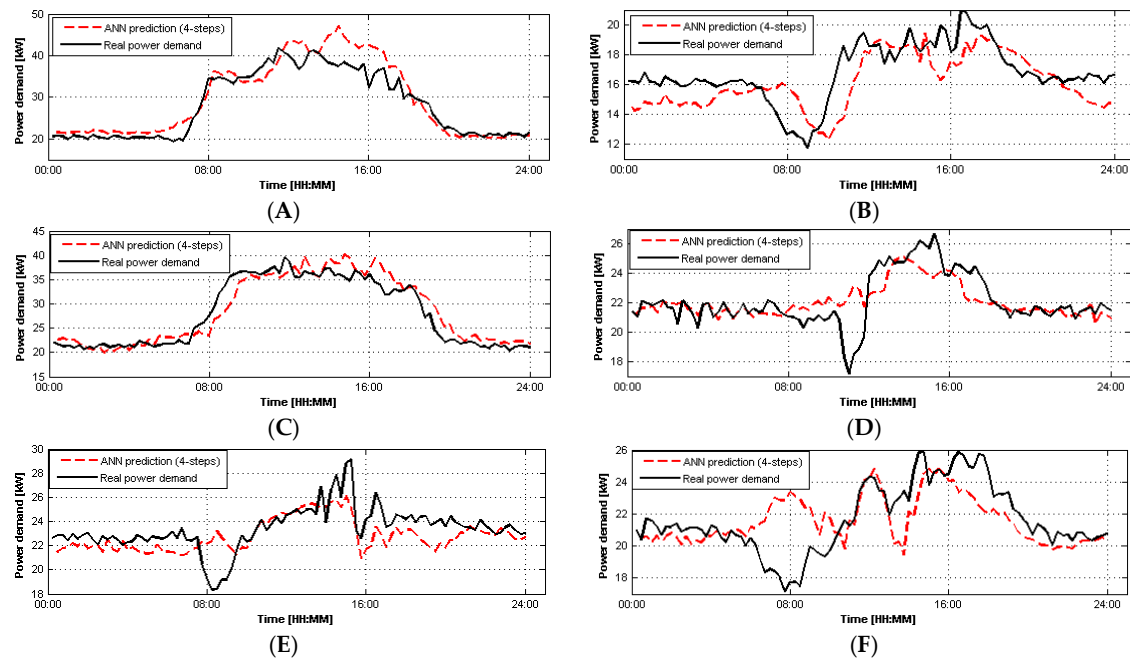 50
40
30
20
Power demand [kW]
ANN prediction (4-steps)
Real power demand
00:00 08:00 16:00 24:00
Time [HH:MM]
(A)
20
18
16
14
12
Power demand [kW]
ANN prediction (4-steps)
Real power demand
00:00 08:00 16:00 24:00
Time [HH:MM]
(B)
45
40
35
30
25
20
15
Power demand [kW]
ANN prediction (4-steps)
Real power demand
00:00 08:00 16:00 24:00
Time [HH:MM]
(C)
26
24
22
20
18
Power demand [kW]
ANN prediction (4-steps)
Real power demand
00:00 08:00 16:00 24:00
Time [HH:MM]
(D)
30
28
26
24
22
20
18
Power demand [kW]
ANN prediction (4-steps)
Real power demand
00:00 08:00 16:00 24:00
Time [HH:MM]
(E)
26
24
22
20
18
Power demand [kW]
ANN prediction (4-steps)
Real power demand
00:00 08:00 16:00 24:00
Time [HH:MM]
(F)